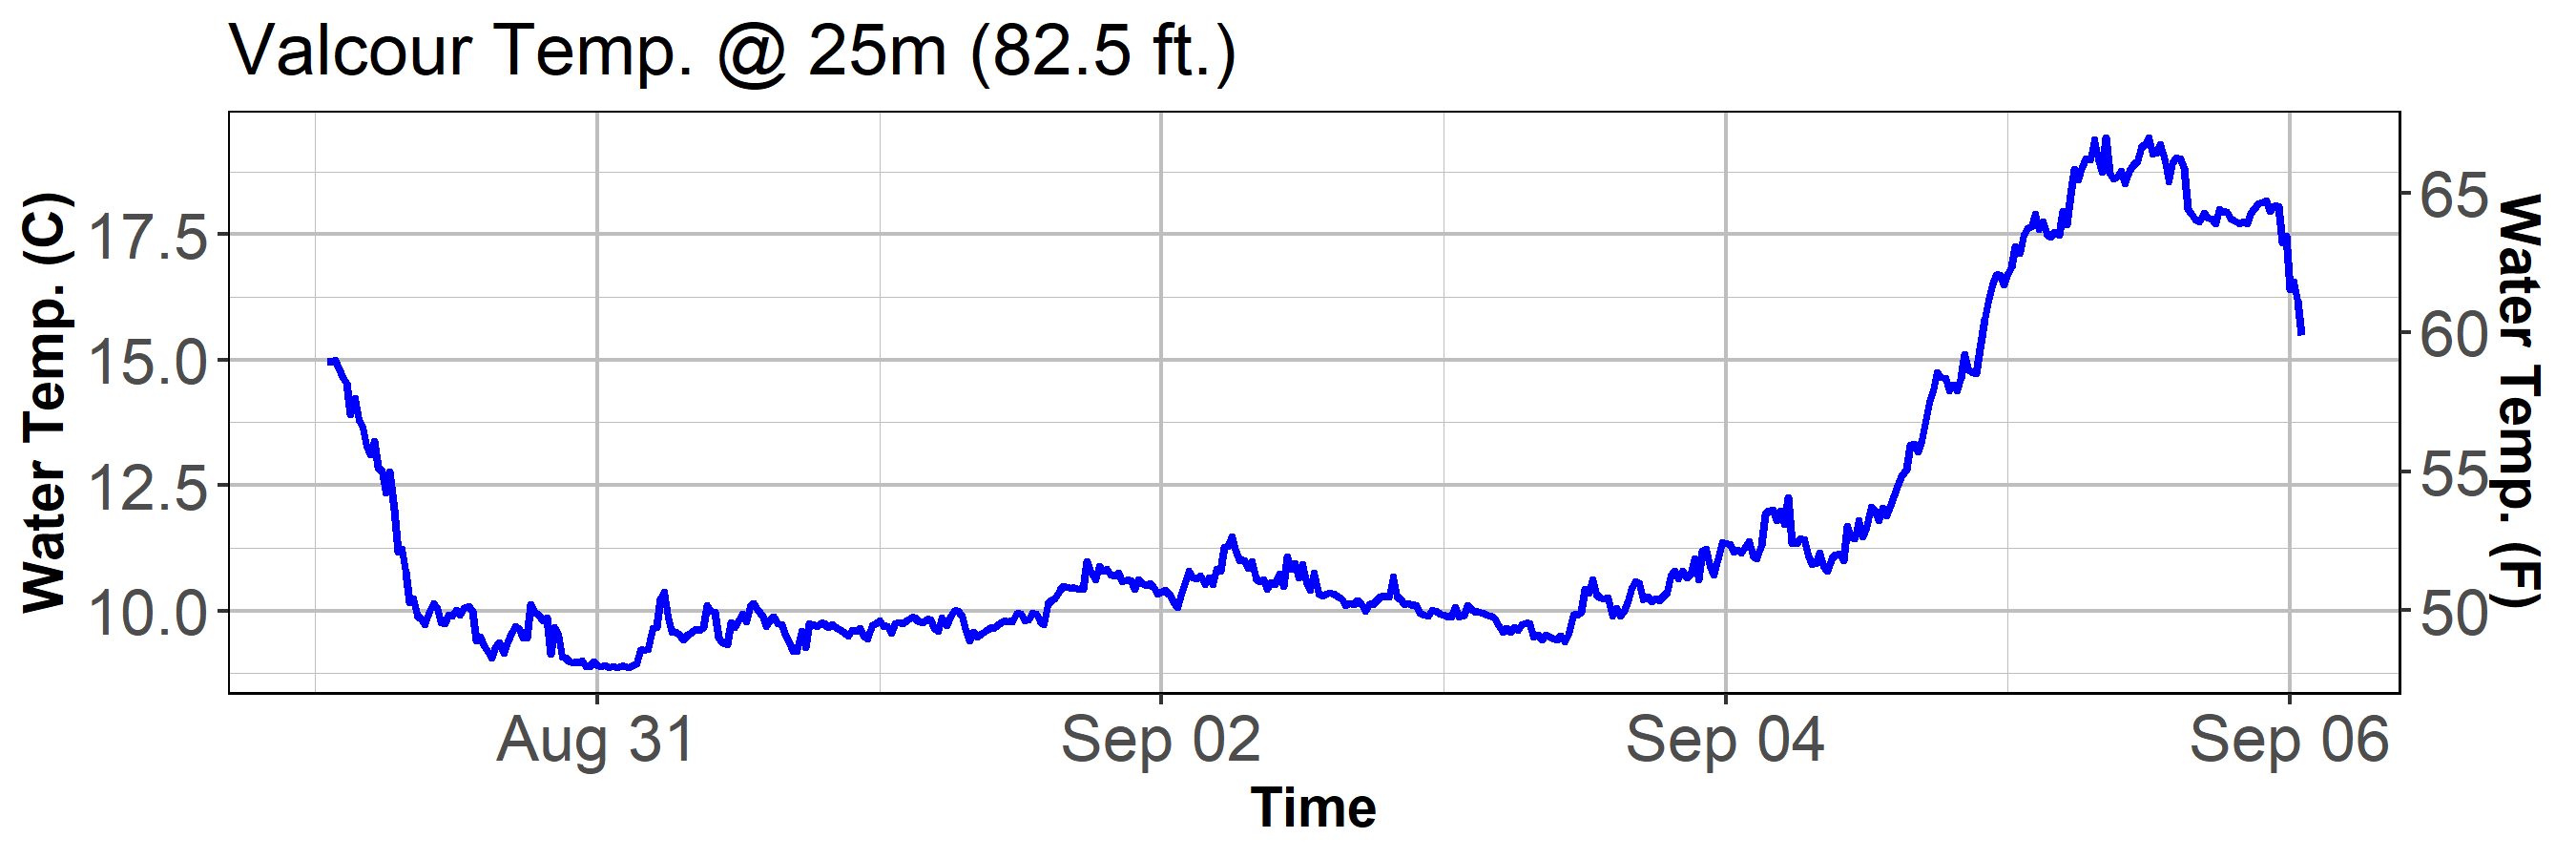 Valcour Temp. @ 25m (82.5 ft.)
Water Temp. (C)
17.5
15.0
12.5
10.0
65
60
55
50
Water Temp. (F)
Aug 31 Sep 02 Sep 04 Sep 06
Time